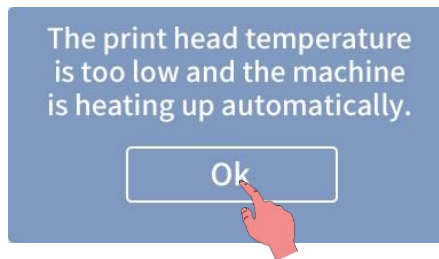 The print head temperature
is too low and the machine
is heating up automatically.
Ok